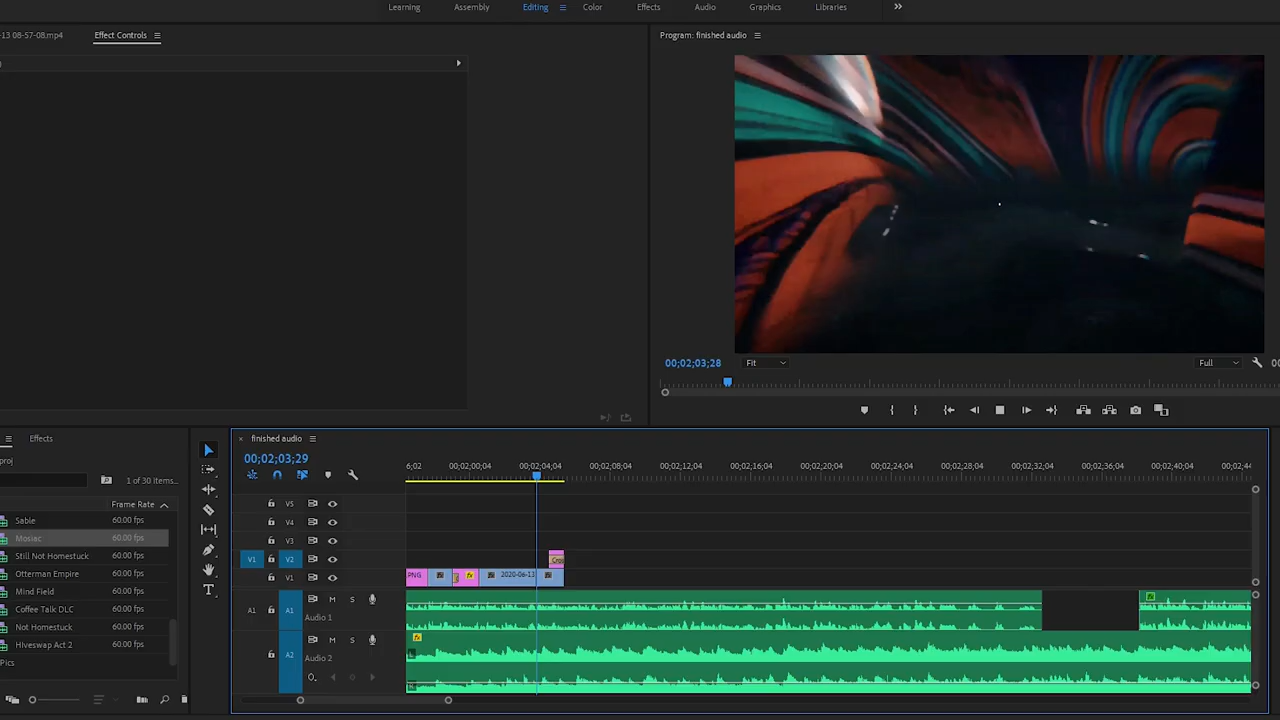 Learning Assembly Editing Color Effects Audio Graphics Libraries
-13 08-57-08.mp4 Effect Controls Program: finished audio
00;02;03;28 Fit Full 00
Effects finished audio
00;02;03;29
6;02 00;02;00;04 00;02;04;04 00;02;08;04 00;02;12;04 00;02;16;04 00;02;20;04 00;02;24;04 00;02;28;04 00;02;32;04 00;02;36;04 00;02;40;04 00;02;44
proj
1 of 30 items...
Frame Rate
Sable 60.00 fps
Mosiac 60.00 fps
Still Not Homestuck 60.00 fps
Otterman Empire 60.00 fps
Mind Field 60.00 fps
Coffee Talk DLC 60.00 fps
Not Homestuck 60.00 fps
Hiveswap Act 2 60.00 fps
Pics
V5
V4
V3
V1 V2
V1 PNG fx 2020-06-13
A1 A1 M S fx
Audio 1
A2 M S fx
Audio 2
L
R